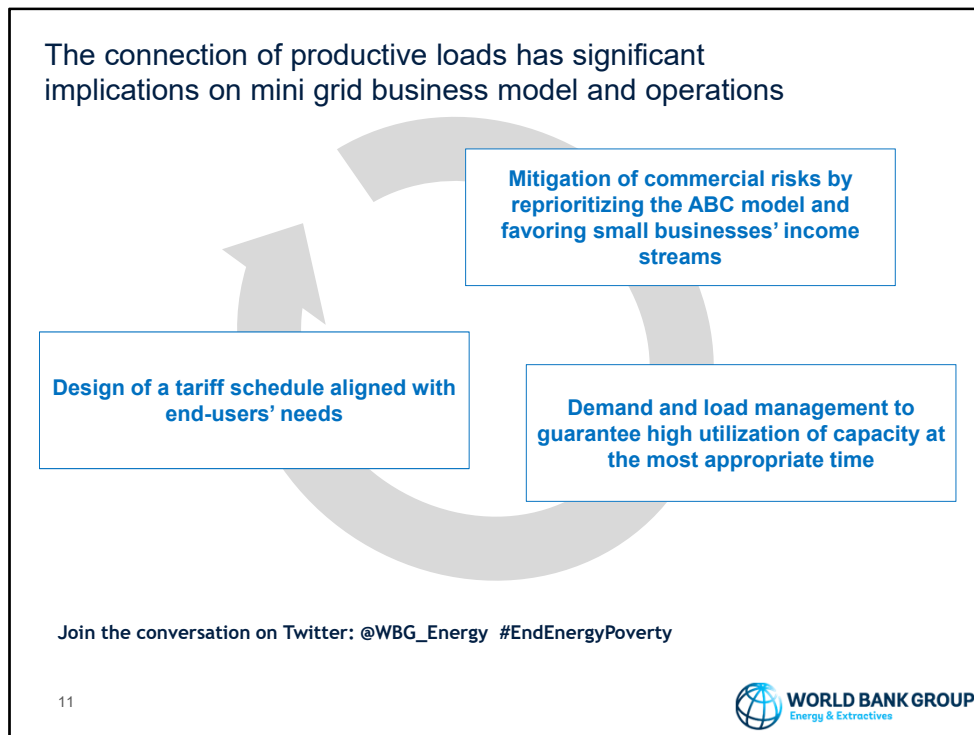 The connection of productive loads has significant
implications on mini grid business model and operations
Mitigation of commercial risks by
reprioritizing the ABC model and
favoring small businesses’ income
streams
Design of a tariff schedule aligned with
end-users’ needs
Demand and load management to
guarantee high utilization of capacity at
the most appropriate time
Join the conversation on Twitter: @WBG_Energy #EndEnergyPoverty
11
WORLD BANK GROUP
Energy & Extractives